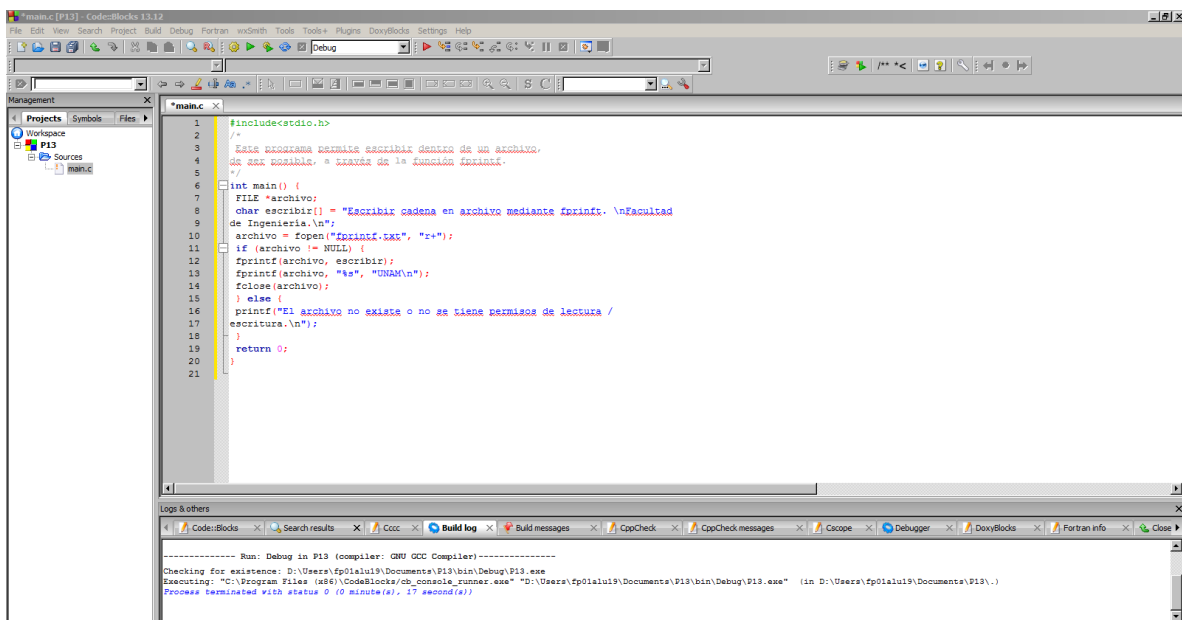 *main.c [P13] - Code::Blocks 13.12
File Edit View Search Project Build Debug Fortran wxSmith Tools Tools+ Plugins DoxyBlocks Settings Help
Debug
/** *<
S C
Management
Projects Symbols Files
*main.c
Workspace
P13
Sources
main.c
1 #include<stdio.h>
2 /*
3 Este programa permite escribir dentro de un archivo,
4 de ser posible, a través de la función fprintf.
5 */
6 int main() {
7 FILE *archivo;
8 char escribir[] = "Escribir cadena en archivo mediante fprinft. \nFacultad
9 de Ingeniería.\n";
10 archivo = fopen("fprintf.txt", "r+");
11 if (archivo != NULL) {
12 fprintf(archivo, escribir);
13 fprintf(archivo, "%s", "UNAM\n");
14 fclose(archivo);
15 } else {
16 printf("El archivo no existe o no se tiene permisos de lectura /
17 escritura.\n");
18 }
19 return 0;
20 }
21
Logs & others
Code::Blocks Search results Cccc Build log Build messages CppCheck CppCheck messages Cscope Debugger DoxyBlocks Fortran info Close
-------------- Run: Debug in P13 (compiler: GNU GCC Compiler)---------------
Checking for existence: D:\Users\fp01alu19\Documents\P13\bin\Debug\P13.exe
Executing: "C:\Program Files (x86)\CodeBlocks/cb_console_runner.exe" "D:\Users\fp01alu19\Documents\P13\bin\Debug\P13.exe" (in D:\Users\fp01alu19\Documents\P13\.)
Process terminated with status 0 (0 minute(s), 17 second(s))